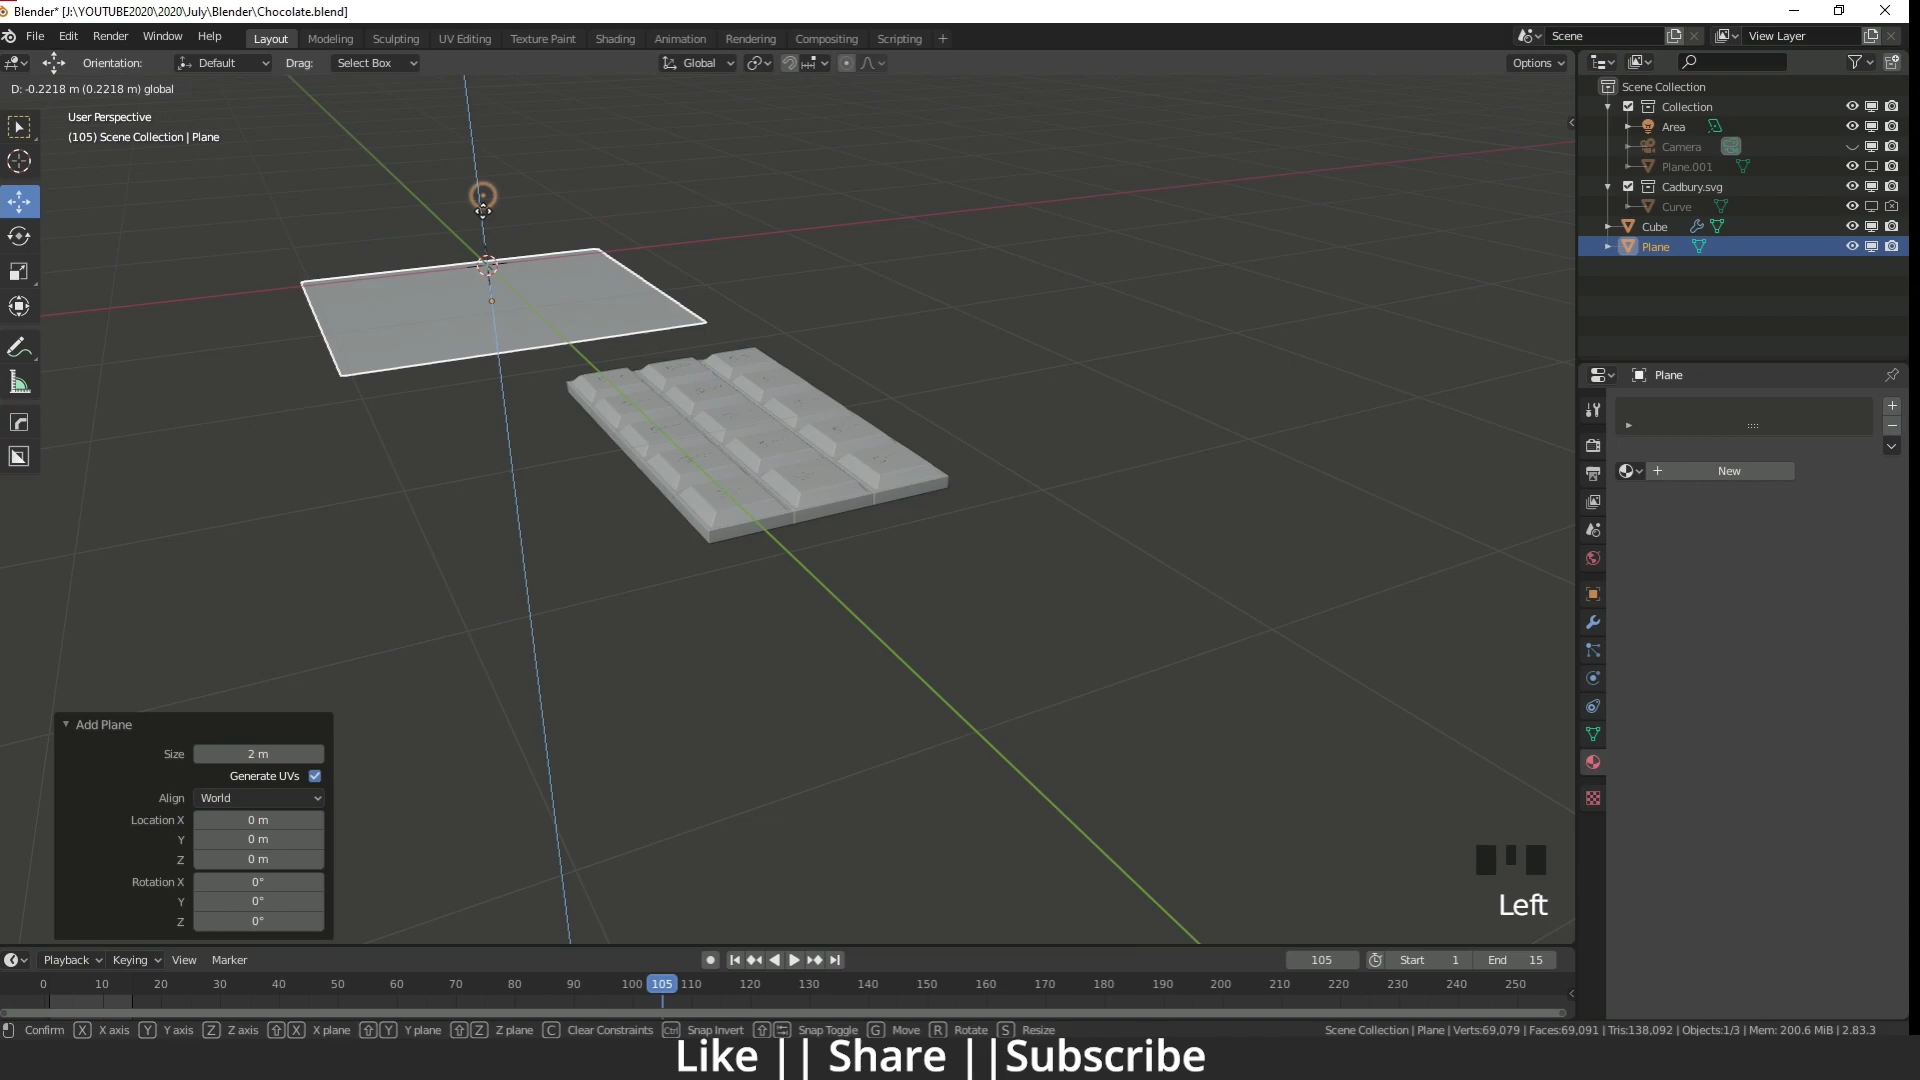 Blender* [J:\YOUTUBE2020\2020\July\Blender\Chocolate.blend]
File Edit Render Window Help Layout Modeling Sculpting UV Editing Texture Paint Shading Animation Rendering Compositing Scripting + Scene View Layer
Orientation: Default Drag: Select Box Global Options
D: -0.2218 m (0.2218 m) global
User Perspective
(105) Scene Collection | Plane
Scene Collection
Collection
Area
Camera
Plane.001
Cadbury.svg
Curve
Cube
Plane
Plane
New
Add Plane
Size 2 m
Generate UVs
Align World
Location X 0 m
Y 0 m
Z 0 m
Rotation X 0°
Y 0°
Z 0°
Left
Playback Keying View Marker 105 Start 1 End 15
0 10 20 30 40 50 60 70 80 90 100 105 110 120 130 140 150 160 170 180 190 200 210 220 230 240 250
Confirm X X axis Y Y axis Z Z axis X X plane Y Y plane Z Z plane C Clear Constraints Ctrl Snap Invert Snap Toggle G Move R Rotate S Resize Scene Collection | Plane | Verts:69,079 | Faces:69,091 | Tris:138,092 | Objects:1/3 | Mem: 200.6 MiB | 2.83.3
Like || Share ||Subscribe